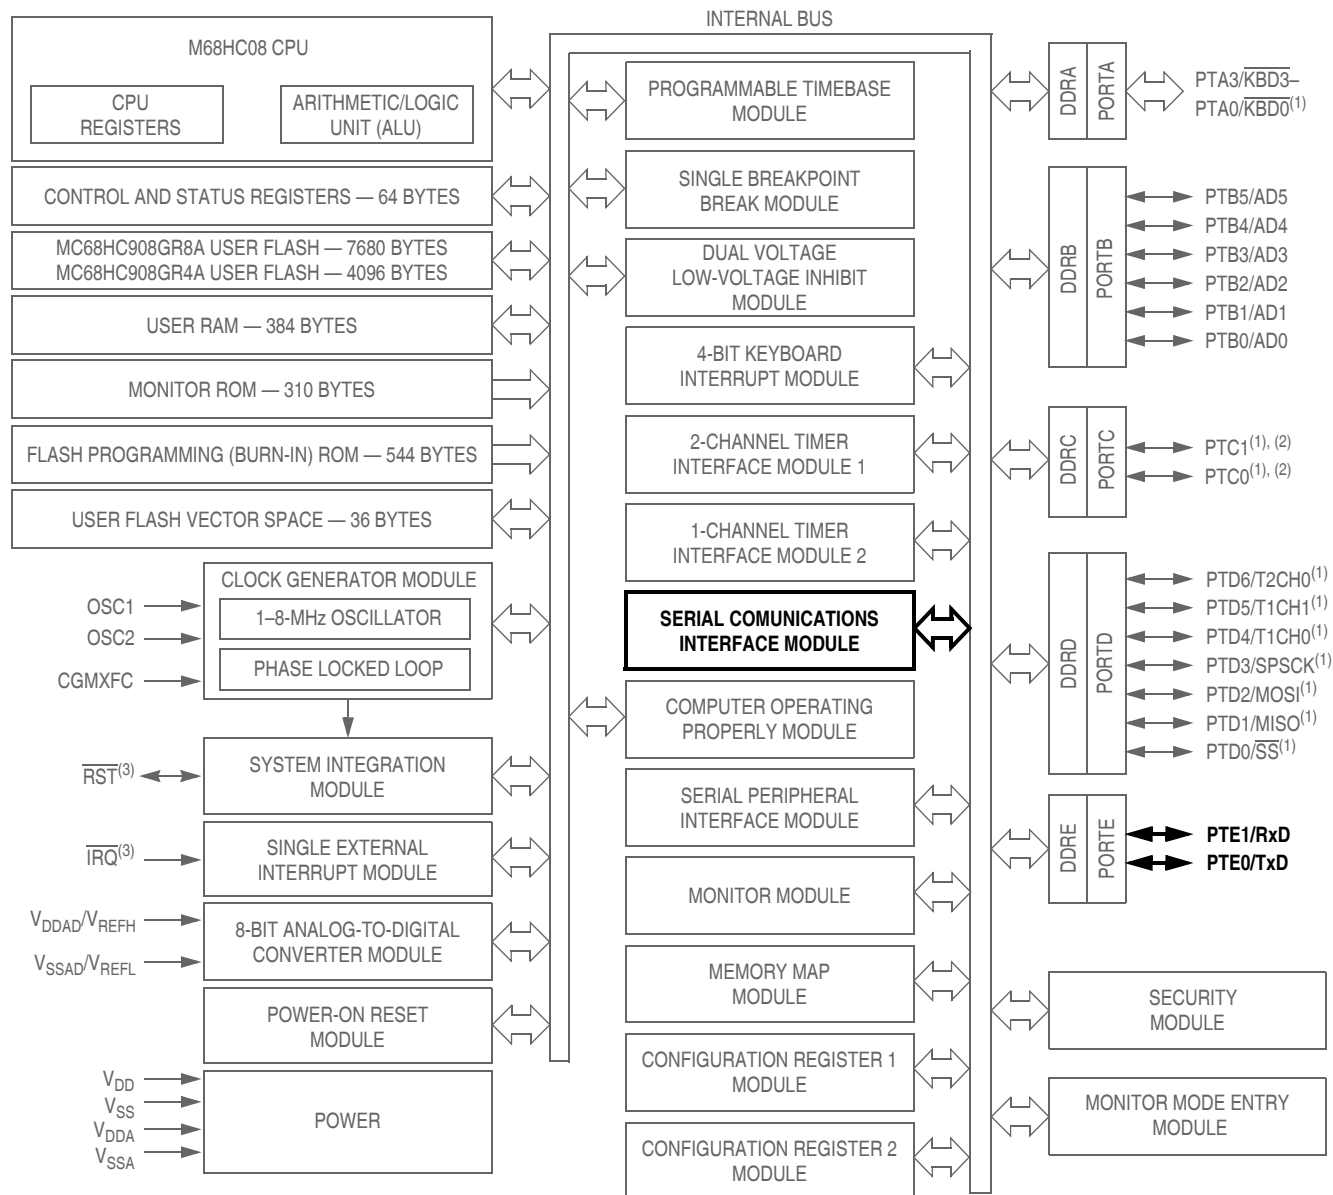 INTERNAL BUS
M68HC08 CPU
CPU
REGISTERS
ARITHMETIC/LOGIC
UNIT (ALU)
CONTROL AND STATUS REGISTERS — 64 BYTES
MC68HC908GR8A USER FLASH — 7680 BYTES
MC68HC908GR4A USER FLASH — 4096 BYTES
USER RAM — 384 BYTES
MONITOR ROM — 310 BYTES
FLASH PROGRAMMING (BURN-IN) ROM — 544 BYTES
USER FLASH VECTOR SPACE — 36 BYTES
CLOCK GENERATOR MODULE
1–8-MHz OSCILLATOR
PHASE LOCKED LOOP
OSC1
OSC2
CGMXFC
SYSTEM INTEGRATION
MODULE
RST(3)
SINGLE EXTERNAL
INTERRUPT MODULE
IRQ(3)
8-BIT ANALOG-TO-DIGITAL
CONVERTER MODULE
VDDAD/VREFH
VSSAD/VREFL
POWER-ON RESET
MODULE
POWER
VDD
VSS
VDDA
VSSA
PROGRAMMABLE TIMEBASE
MODULE
SINGLE BREAKPOINT
BREAK MODULE
DUAL VOLTAGE
LOW-VOLTAGE INHIBIT
MODULE
4-BIT KEYBOARD
INTERRUPT MODULE
2-CHANNEL TIMER
INTERFACE MODULE 1
1-CHANNEL TIMER
INTERFACE MODULE 2
SERIAL COMUNICATIONS
INTERFACE MODULE
COMPUTER OPERATING
PROPERLY MODULE
SERIAL PERIPHERAL
INTERFACE MODULE
MONITOR MODULE
MEMORY MAP
MODULE
CONFIGURATION REGISTER 1
MODULE
CONFIGURATION REGISTER 2
MODULE
DDRA
PORTA
PTA3/KBD3–
PTA0/KBD0(1)
DDRB
PORTB
PTB5/AD5
PTB4/AD4
PTB3/AD3
PTB2/AD2
PTB1/AD1
PTB0/AD0
DDRC
PORTC
PTC1(1), (2)
PTC0(1), (2)
DDRD
PORTD
PTD6/T2CH0(1)
PTD5/T1CH1(1)
PTD4/T1CH0(1)
PTD3/SPSCK(1)
PTD2/MOSI(1)
PTD1/MISO(1)
PTD0/SS(1)
DDRE
PORTE
PTE1/RxD
PTE0/TxD
SECURITY
MODULE
MONITOR MODE ENTRY
MODULE